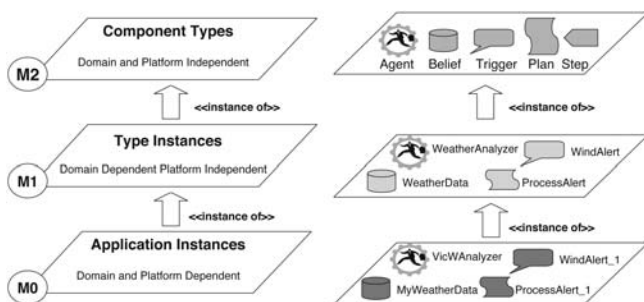 Component Types
Domain and Platform Independent
M2
<<instance of>>
Type Instances
Domain Dependent Platform Independent
M1
<<instance of>>
Application Instances
Domain and Platform Dependent
M0
Agent Belief Trigger Plan Step
<<instance of>>
WeatherAnalyzer WindAlert
WeatherData ProcessAlert
<<instance of>>
VicWAnalyzer WindAlert_1
MyWeatherData ProcessAlert_1